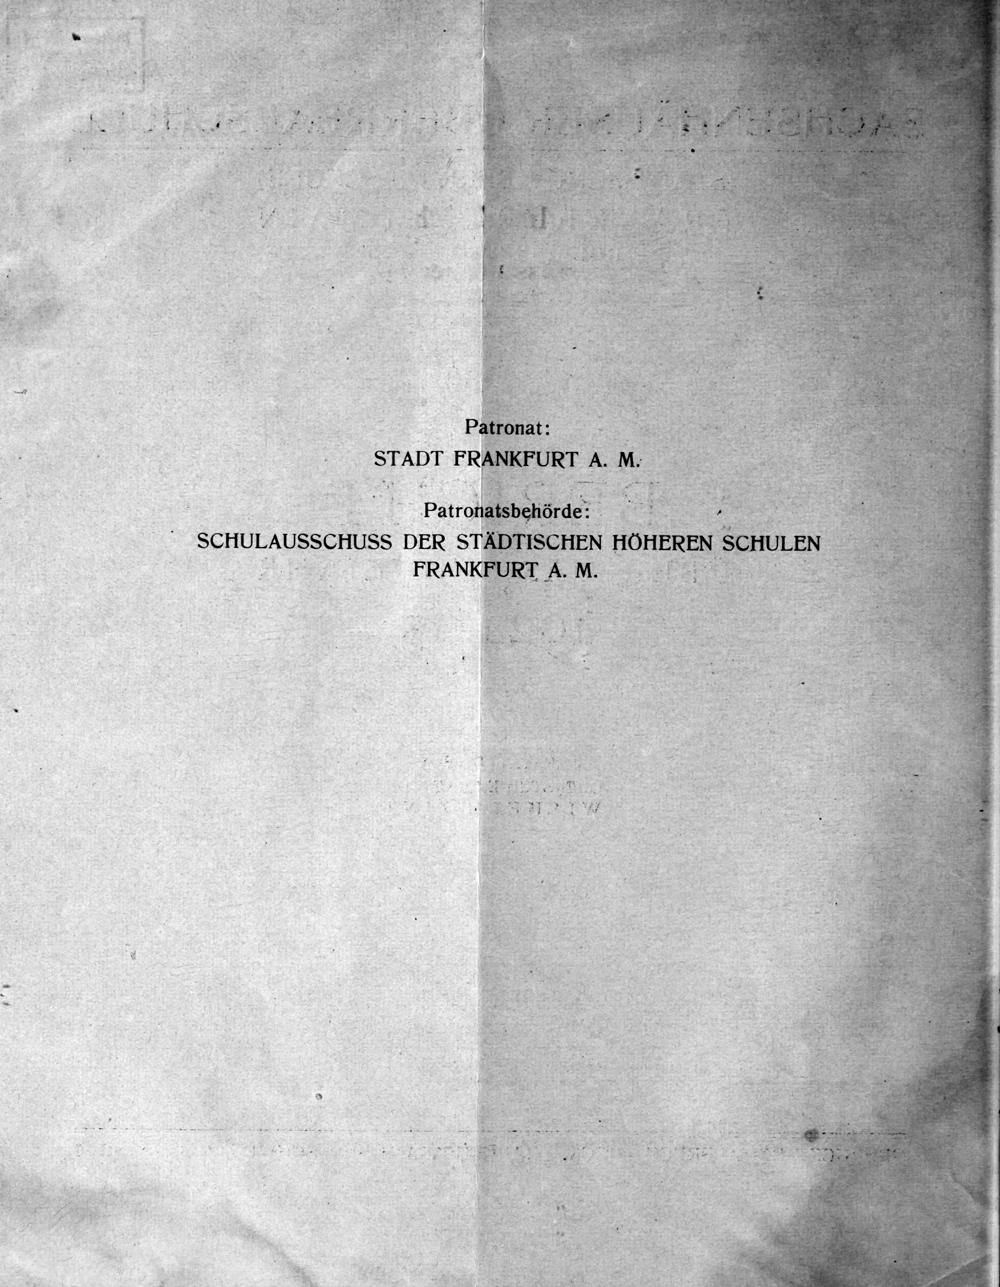 Patronat:
STADT FRANKFURT A. M.
Patronatsbehörde:
SCHULAUSSCHUSS DER STÄDTISCHEN HÖHEREN SCHULEN
FRANKFURT A. M.